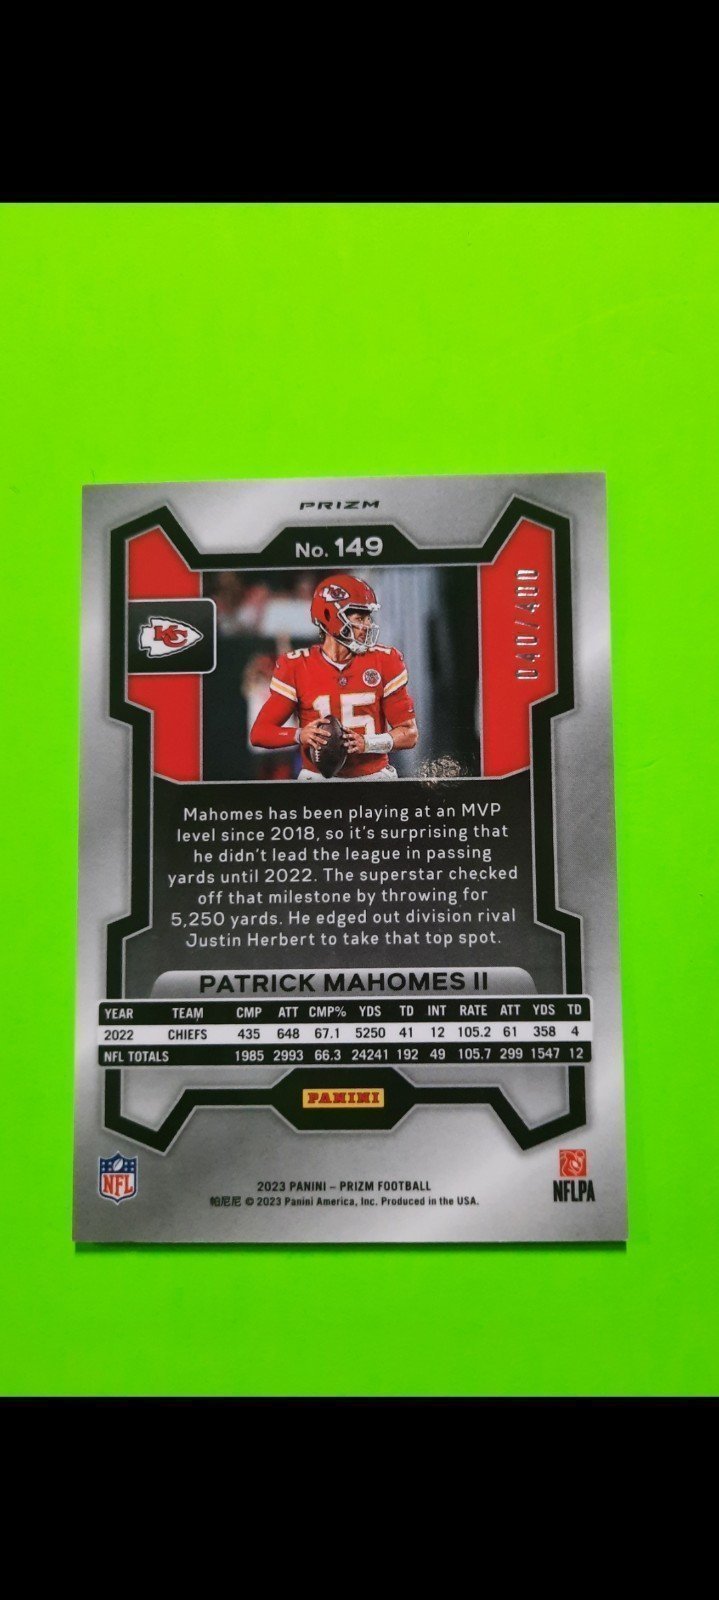 PRIZM
No. 149
040/400
KC
15
Mahomes has been playing at an MVP
level since 2018, so it's surprising that
he didn't lead the league in passing
yards until 2022. The superstar checked
off that milestone by throwing for
5,250 yards. He edged out division rival
Justin Herbert to take that top spot.
PATRICK MAHOMES II
YEAR TEAM CMP ATT CMP% YDS TD INT RATE ATT YDS TD
2022 CHIEFS 435 648 67.1 5250 41 12 105.2 61 358 4
NFL TOTALS 1985 2993 66.3 24241 192 49 105.7 299 1547 12
PANINI
NFL
2023 PANINI – PRIZM FOOTBALL
帕尼尼 © 2023 Panini America, Inc. Produced in the USA.
NFLPA